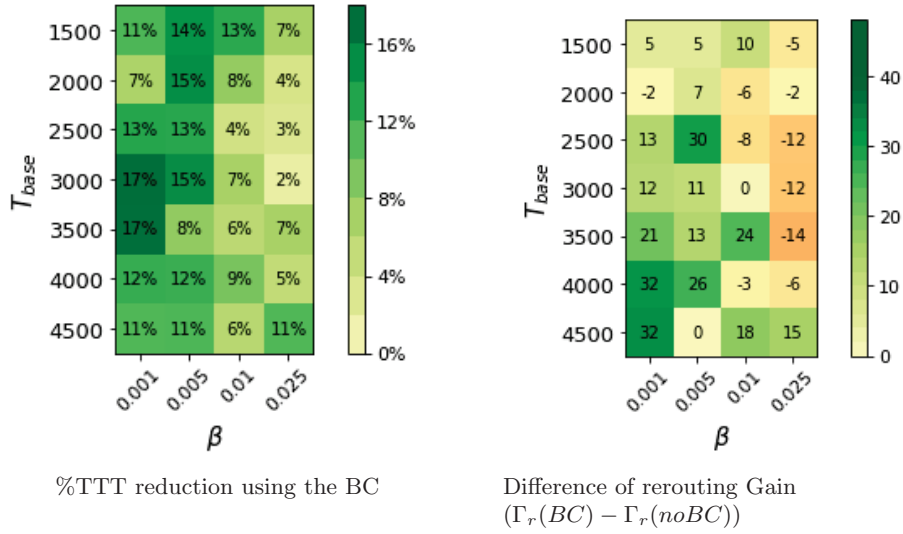 1500 11% 14% 13% 7%
2000 7% 15% 8% 4%
2500 13% 13% 4% 3%
3000 17% 15% 7% 2%
3500 17% 8% 6% 7%
4000 12% 12% 9% 5%
4500 11% 11% 6% 11%
T_base
0.001 0.005 0.01 0.025
β
16%
12%
8%
4%
0%
%TTT reduction using the BC
1500 5 5 10 -5
2000 -2 7 -6 -2
2500 13 30 -8 -12
3000 12 11 0 -12
3500 21 13 24 -14
4000 32 26 -3 -6
4500 32 0 18 15
T_base
0.001 0.005 0.01 0.025
β
40
30
20
10
0
Difference of rerouting Gain
(Γ_r(BC) − Γ_r(noBC))